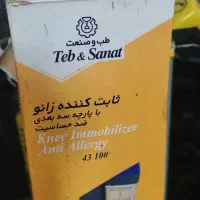 طب و صنعت
Teb & Sanat
ثابت کننده زانو
با پارچه سه بعدی
ضد حساسیت
Knee Immobilizer
Anti Allergy
43 100